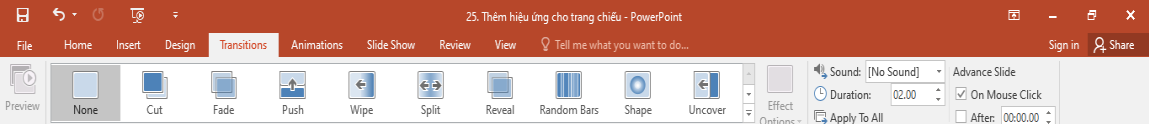 25. Thêm hiệu ứng cho trang chiếu - PowerPoint
File Home Insert Design Transitions Animations Slide Show Review View Tell me what you want to do... Sign in Share
Preview None Cut Fade Push Wipe Split Reveal Random Bars Shape Uncover Effect Options
Sound: [No Sound] Advance Slide
Duration: 02.00 On Mouse Click
Apply To All After: 00:00.00